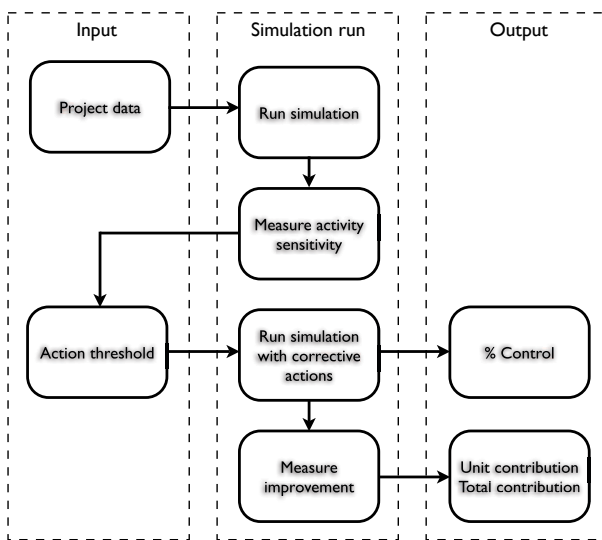 Input
Simulation run
Output
Project data
Run simulation
Measure activity
sensitivity
Action threshold
Run simulation
with corrective
actions
% Control
Measure
improvement
Unit contribution
Total contribution